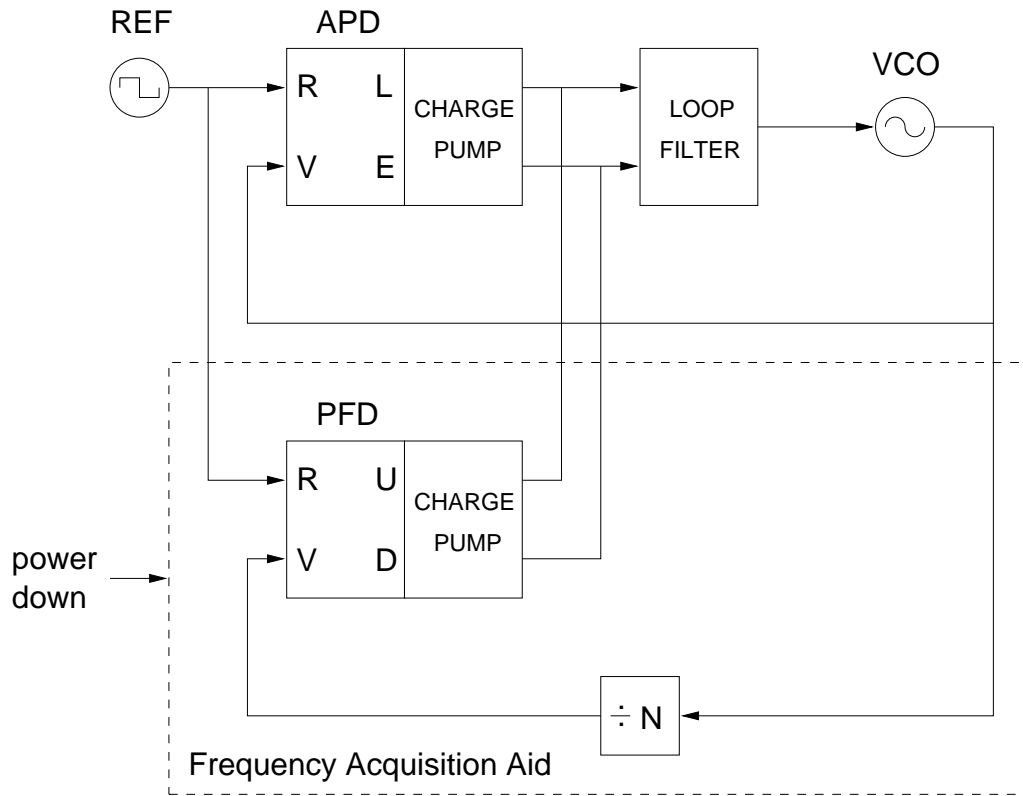 REF
APD
VCO
R
L
CHARGE
PUMP
V
E
LOOP
FILTER
PFD
R
U
CHARGE
PUMP
V
D
power
down
÷ N
Frequency Acquisition Aid